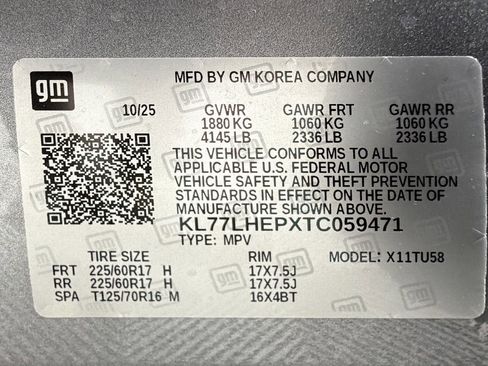 gm
MFD BY GM KOREA COMPANY
10/25 GVWR GAWR FRT GAWR RR
1880 KG 1060 KG 1060 KG
4145 LB 2336 LB 2336 LB
THIS VEHICLE CONFORMS TO ALL
APPLICABLE U.S. FEDERAL MOTOR
VEHICLE SAFETY AND THEFT PREVENTION
STANDARDS IN EFFECT ON THE DATE OF
MANUFACTURE SHOWN ABOVE.
KL77LHEPXTC059471
TYPE: MPV MODEL: X11TU58
TIRE SIZE RIM
FRT 225/60R17 H 17X7.5J
RR 225/60R17 H 17X7.5J
SPA T125/70R16 M 16X4BT